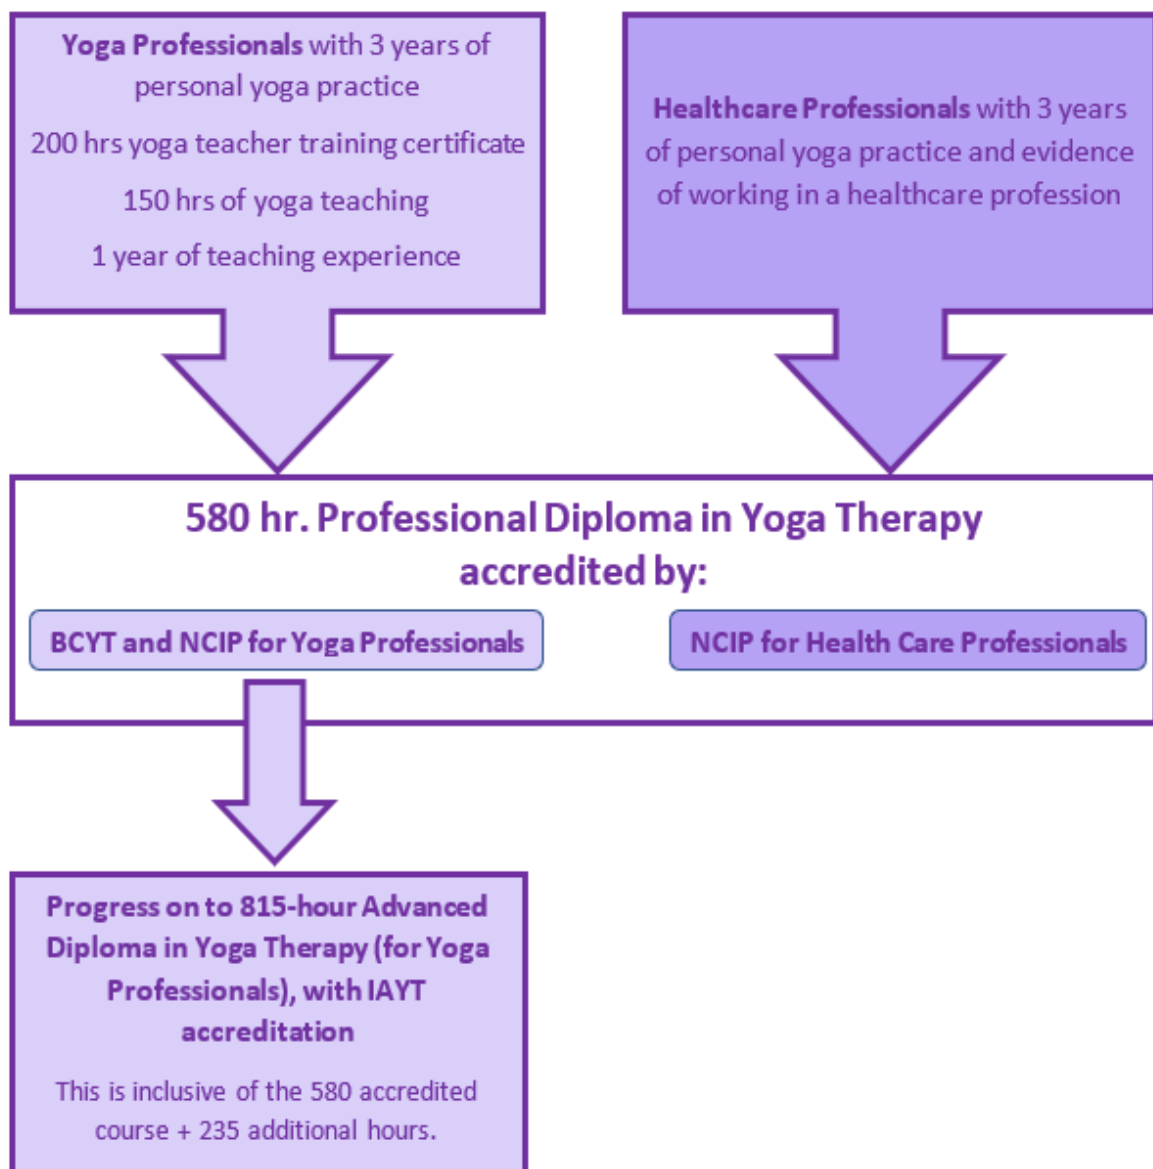 Yoga Professionals with 3 years of
personal yoga practice
200 hrs yoga teacher training certificate
150 hrs of yoga teaching
1 year of teaching experience
Healthcare Professionals with 3 years
of personal yoga practice and evidence
of working in a healthcare profession
580 hr. Professional Diploma in Yoga Therapy
accredited by:
BCYT and NCIP for Yoga Professionals
NCIP for Health Care Professionals
Progress on to 815-hour Advanced
Diploma in Yoga Therapy (for Yoga
Professionals), with IAYT
accreditation
This is inclusive of the 580 accredited
course + 235 additional hours.